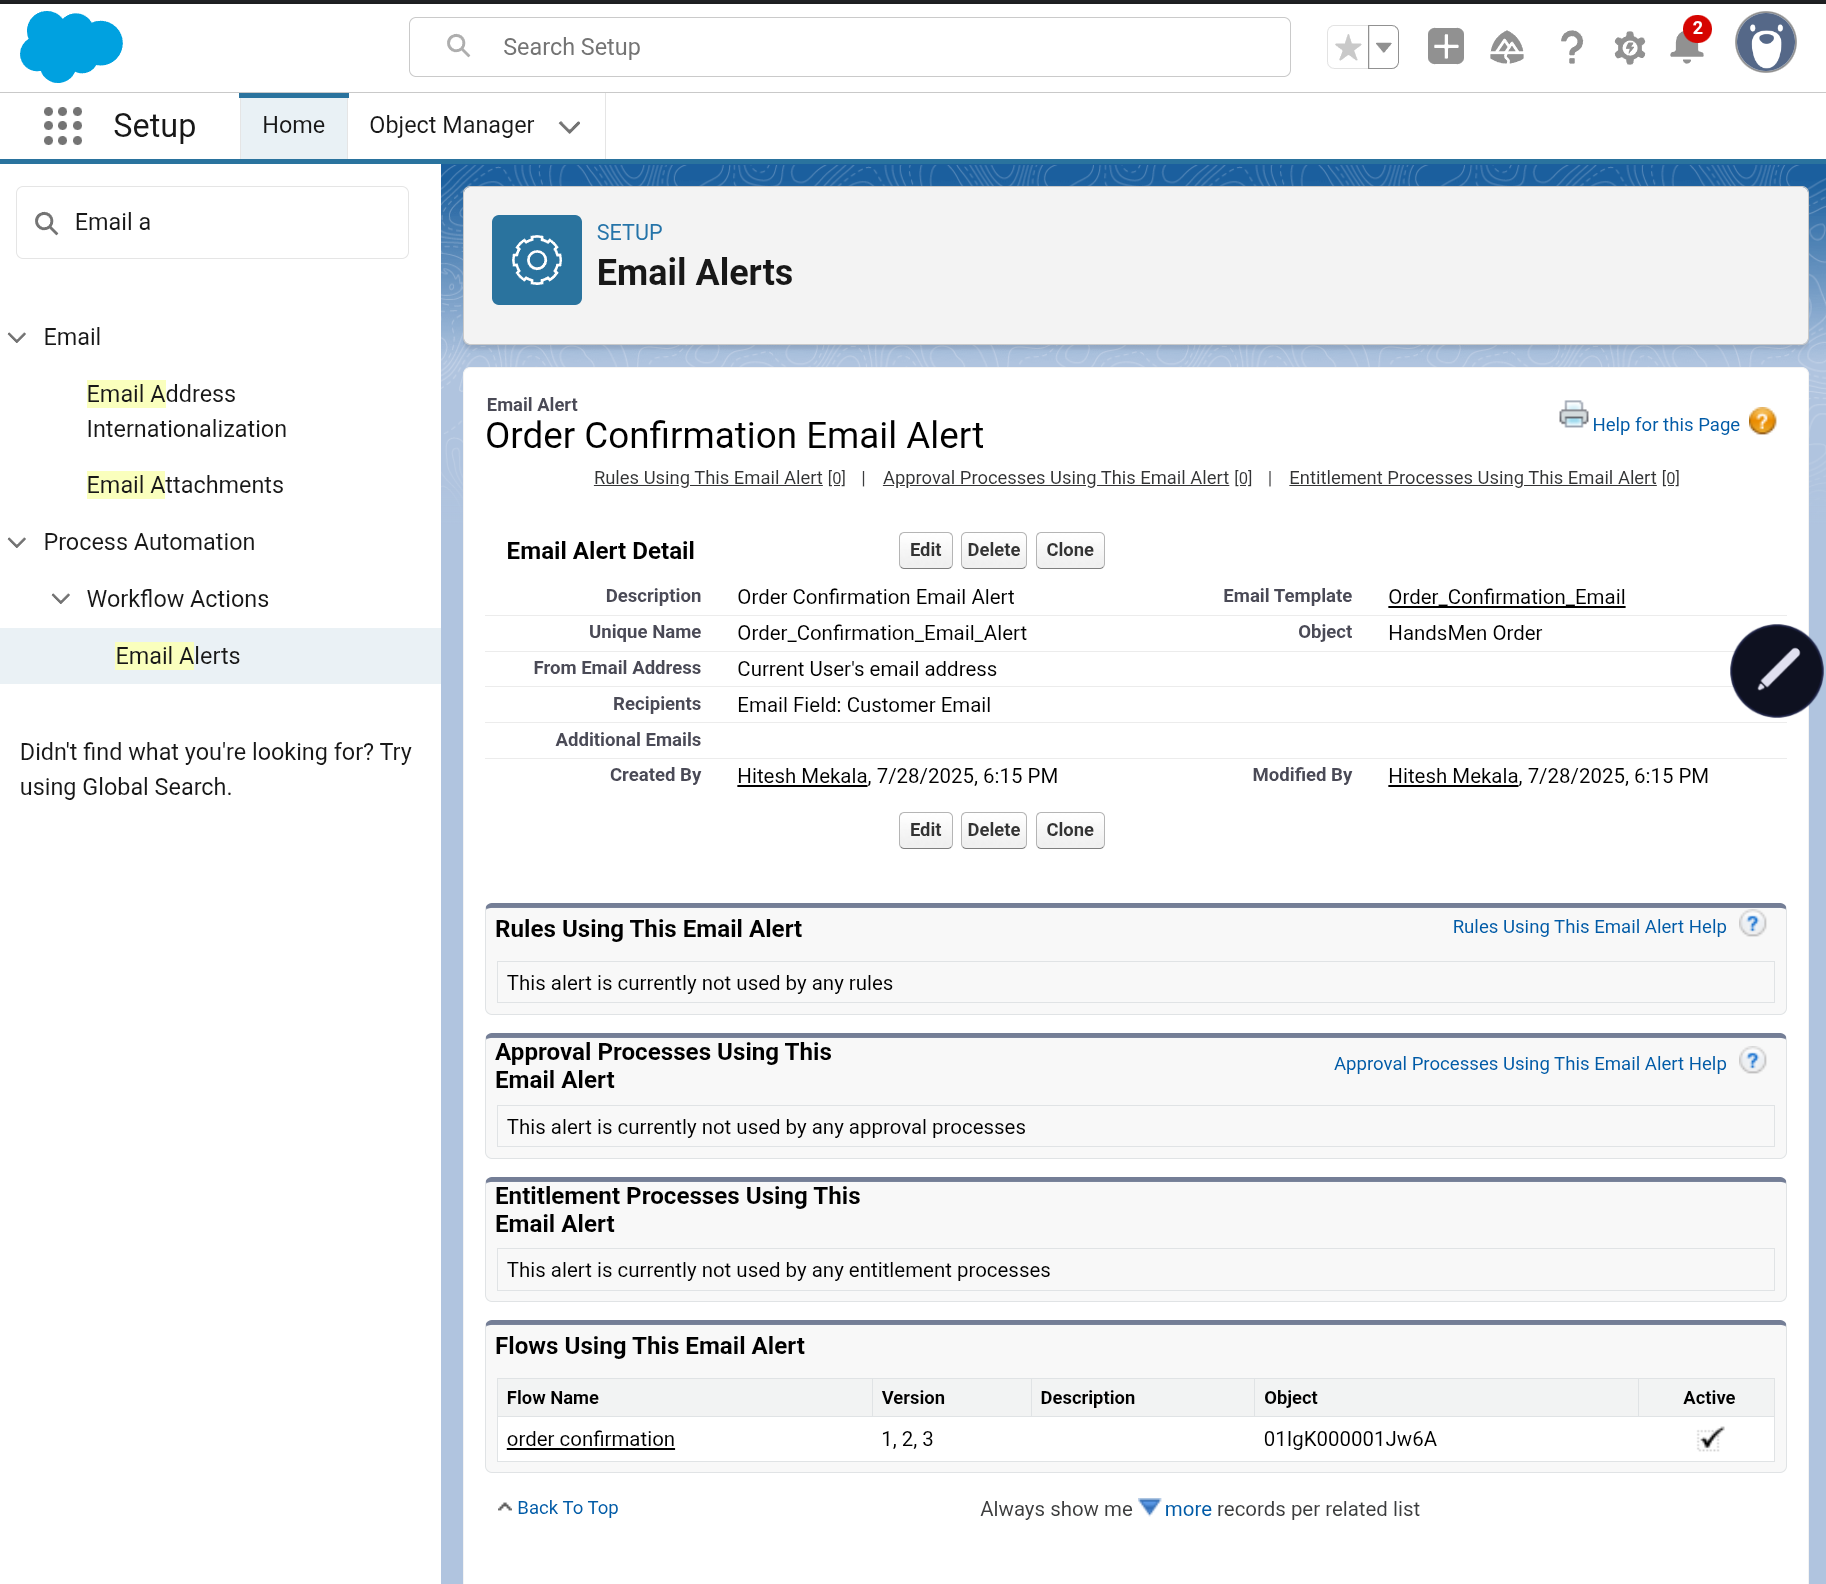 Search Setup
2
Setup
Home
Object Manager
Email a
Email
Email Address
Internationalization
Email Attachments
Process Automation
Workflow Actions
Email Alerts
Didn't find what you're looking for? Try
using Global Search.
SETUP
Email Alerts
Email Alert
Order Confirmation Email Alert
Help for this Page
Rules Using This Email Alert [0] | Approval Processes Using This Email Alert [0] | Entitlement Processes Using This Email Alert [0]
Email Alert Detail
Edit Delete Clone
Description Order Confirmation Email Alert Email Template Order_Confirmation_Email
Unique Name Order_Confirmation_Email_Alert Object HandsMen Order
From Email Address Current User's email address
Recipients Email Field: Customer Email
Additional Emails
Created By Hitesh Mekala, 7/28/2025, 6:15 PM Modified By Hitesh Mekala, 7/28/2025, 6:15 PM
Edit Delete Clone
Rules Using This Email Alert
Rules Using This Email Alert Help ?
This alert is currently not used by any rules
Approval Processes Using This
Email Alert
Approval Processes Using This Email Alert Help ?
This alert is currently not used by any approval processes
Entitlement Processes Using This
Email Alert
This alert is currently not used by any entitlement processes
Flows Using This Email Alert
Flow Name Version Description Object Active
order confirmation 1, 2, 3 01IgK000001Jw6A
Back To Top
Always show me more records per related list